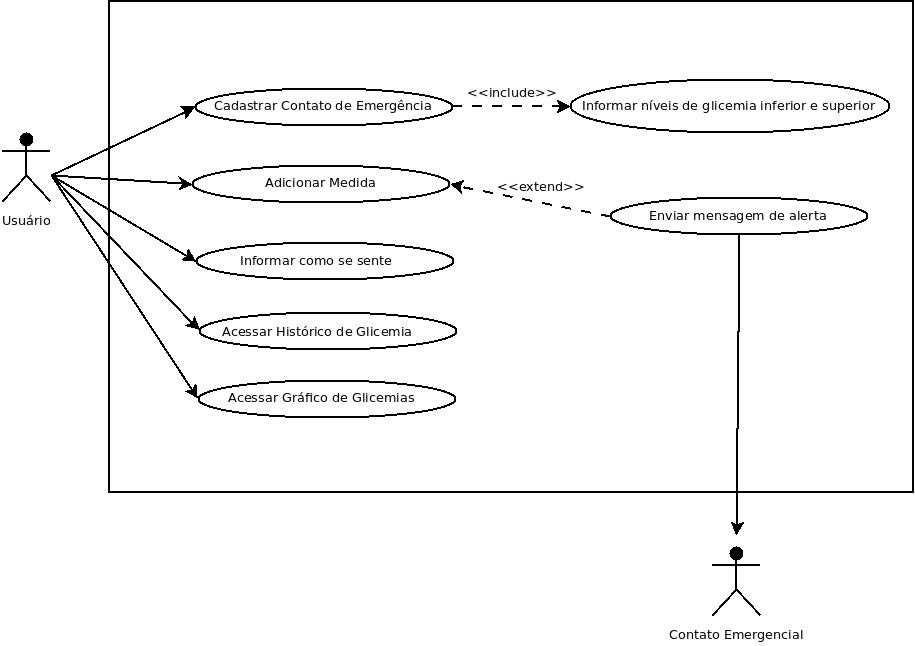 <<include>>
Cadastrar Contato de Emergência
Informar níveis de glicemia inferior e superior
Adicionar Medida
<<extend>>
Enviar mensagem de alerta
Usuário
Informar como se sente
Acessar Histórico de Glicemia
Acessar Gráfico de Glicemias
Contato Emergencial